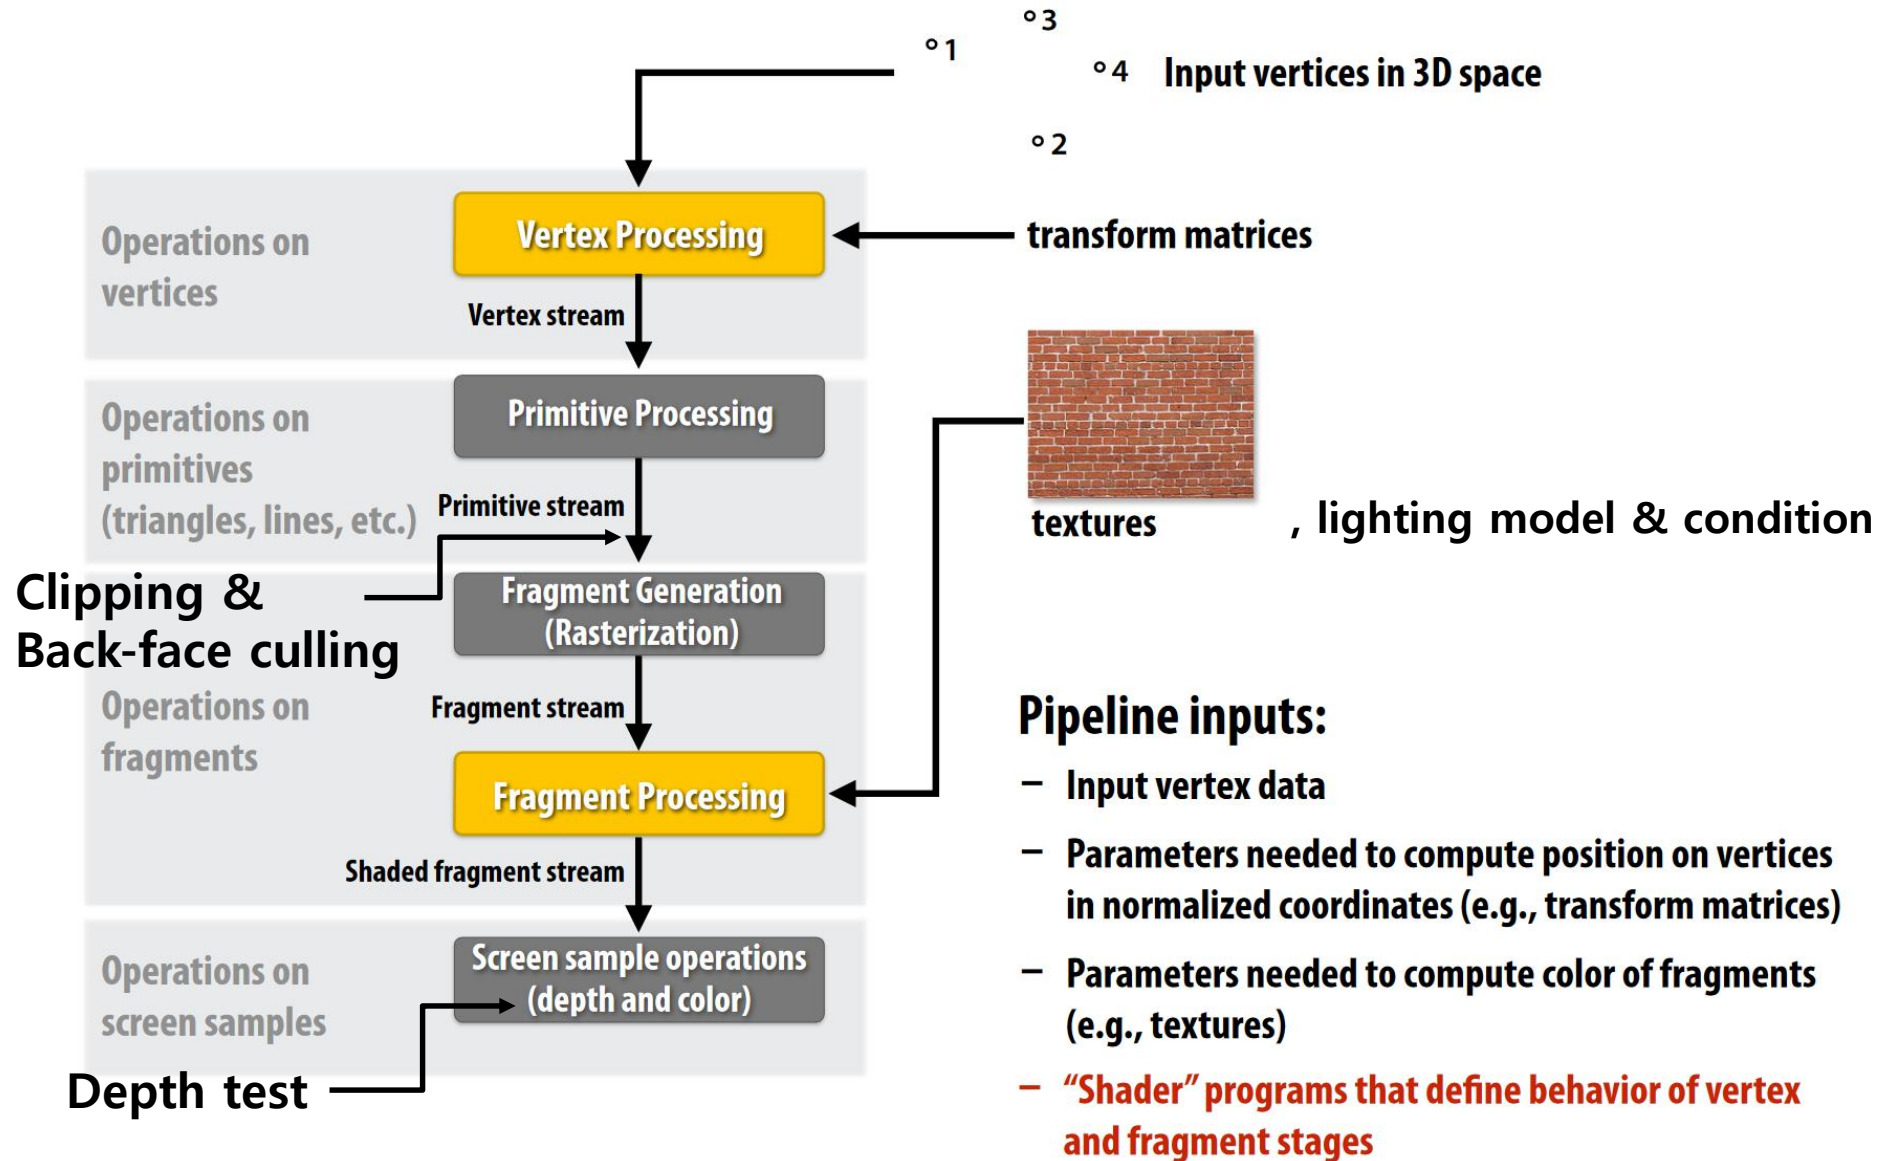 °3
°1
°4 Input vertices in 3D space
°2
Operations on
vertices
Vertex Processing
transform matrices
Vertex stream
Operations on
primitives
(triangles, lines, etc.)
Primitive Processing
Primitive stream
textures , lighting model & condition
Clipping &
Back-face culling
Fragment Generation
(Rasterization)
Operations on
fragments
Fragment stream
Fragment Processing
Shaded fragment stream
Operations on
screen samples
Screen sample operations
(depth and color)
Depth test
Pipeline inputs:
– Input vertex data
– Parameters needed to compute position on vertices
in normalized coordinates (e.g., transform matrices)
– Parameters needed to compute color of fragments
(e.g., textures)
– “Shader” programs that define behavior of vertex
and fragment stages